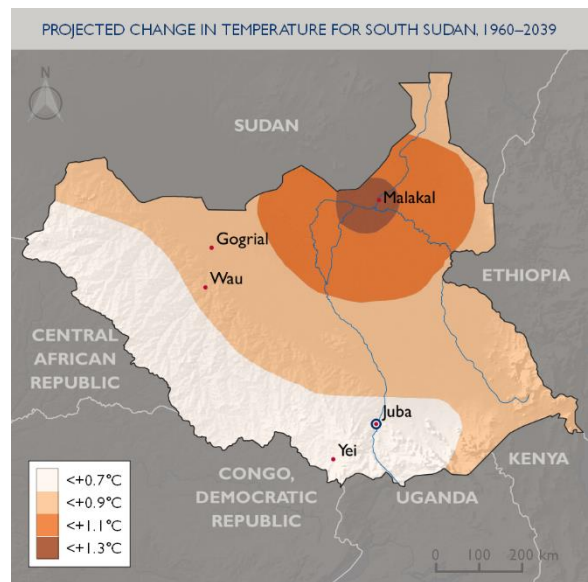 PROJECTED CHANGE IN TEMPERATURE FOR SOUTH SUDAN, 1960–2039
N
SUDAN
Malakal
Gogrial
Wau
ETHIOPIA
CENTRAL
AFRICAN
REPUBLIC
Juba
Yei
KENYA
CONGO,
DEMOCRATIC
REPUBLIC
UGANDA
<+0.7°C
<+0.9°C
<+1.1°C
<+1.3°C
0 100 200 km